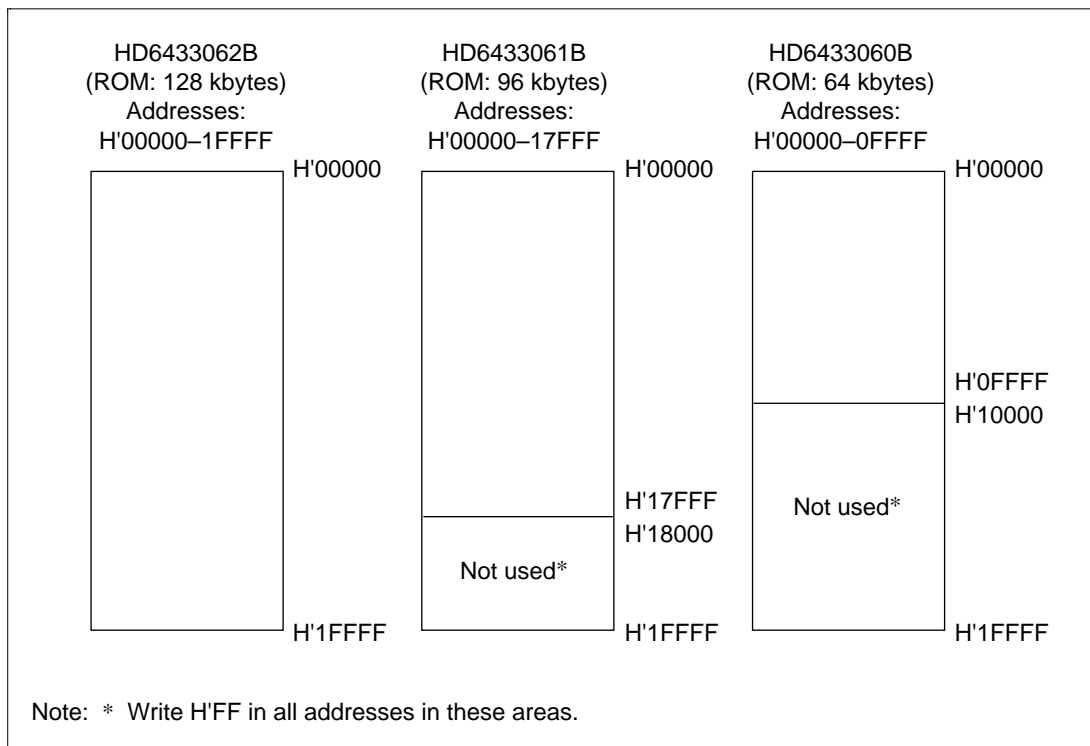 HD6433062B
(ROM: 128 kbytes)
Addresses:
H'00000–1FFFF
H'00000
H'1FFFF
HD6433061B
(ROM: 96 kbytes)
Addresses:
H'00000–17FFF
H'00000
H'17FFF
H'18000
Not used*
H'1FFFF
HD6433060B
(ROM: 64 kbytes)
Addresses:
H'00000–0FFFF
H'00000
H'0FFFF
H'10000
Not used*
H'1FFFF
Note: * Write H'FF in all addresses in these areas.